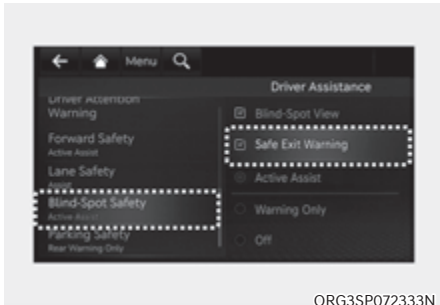 Menu
Driver Assistance
Driver Attention
Warning
Forward Safety
Active Assist
Lane Safety
Assist
Blind-Spot Safety
Active Assist
Parking Safety
Rear Warning Only
Blind-Spot View
Safe Exit Warning
Active Assist
Warning Only
Off
ORG3SP072333N